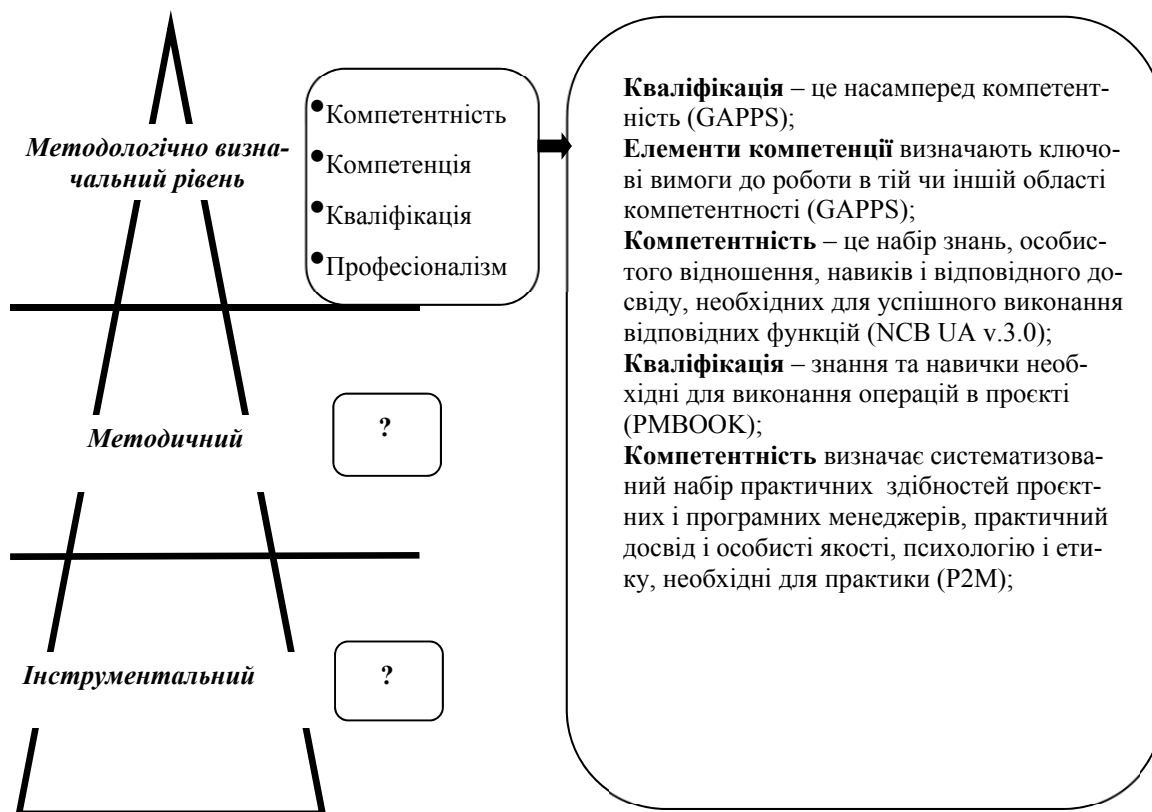 Методологічно визна-
чальний рівень
•Компетентність
•Компетенція
•Кваліфікація
•Професіоналізм
Кваліфікація – це насамперед компетент-
ність (GAPPS);
Елементи компетенції визначають ключо-
ві вимоги до роботи в тій чи іншій області
компетентності (GAPPS);
Компетентність – це набір знань, особис-
того відношення, навиків і відповідного до-
свіду, необхідних для успішного виконання
відповідних функцій (NCB UA v.3.0);
Кваліфікація – знання та навички необ-
хідні для виконання операцій в проєкті
(PMBOOK);
Компетентність визначає систематизова-
ний набір практичних здібностей проєкт-
них і програмних менеджерів, практичний
досвід і особисті якості, психологію і ети-
ку, необхідні для практики (P2M);
Методичний
?
Інструментальний
?